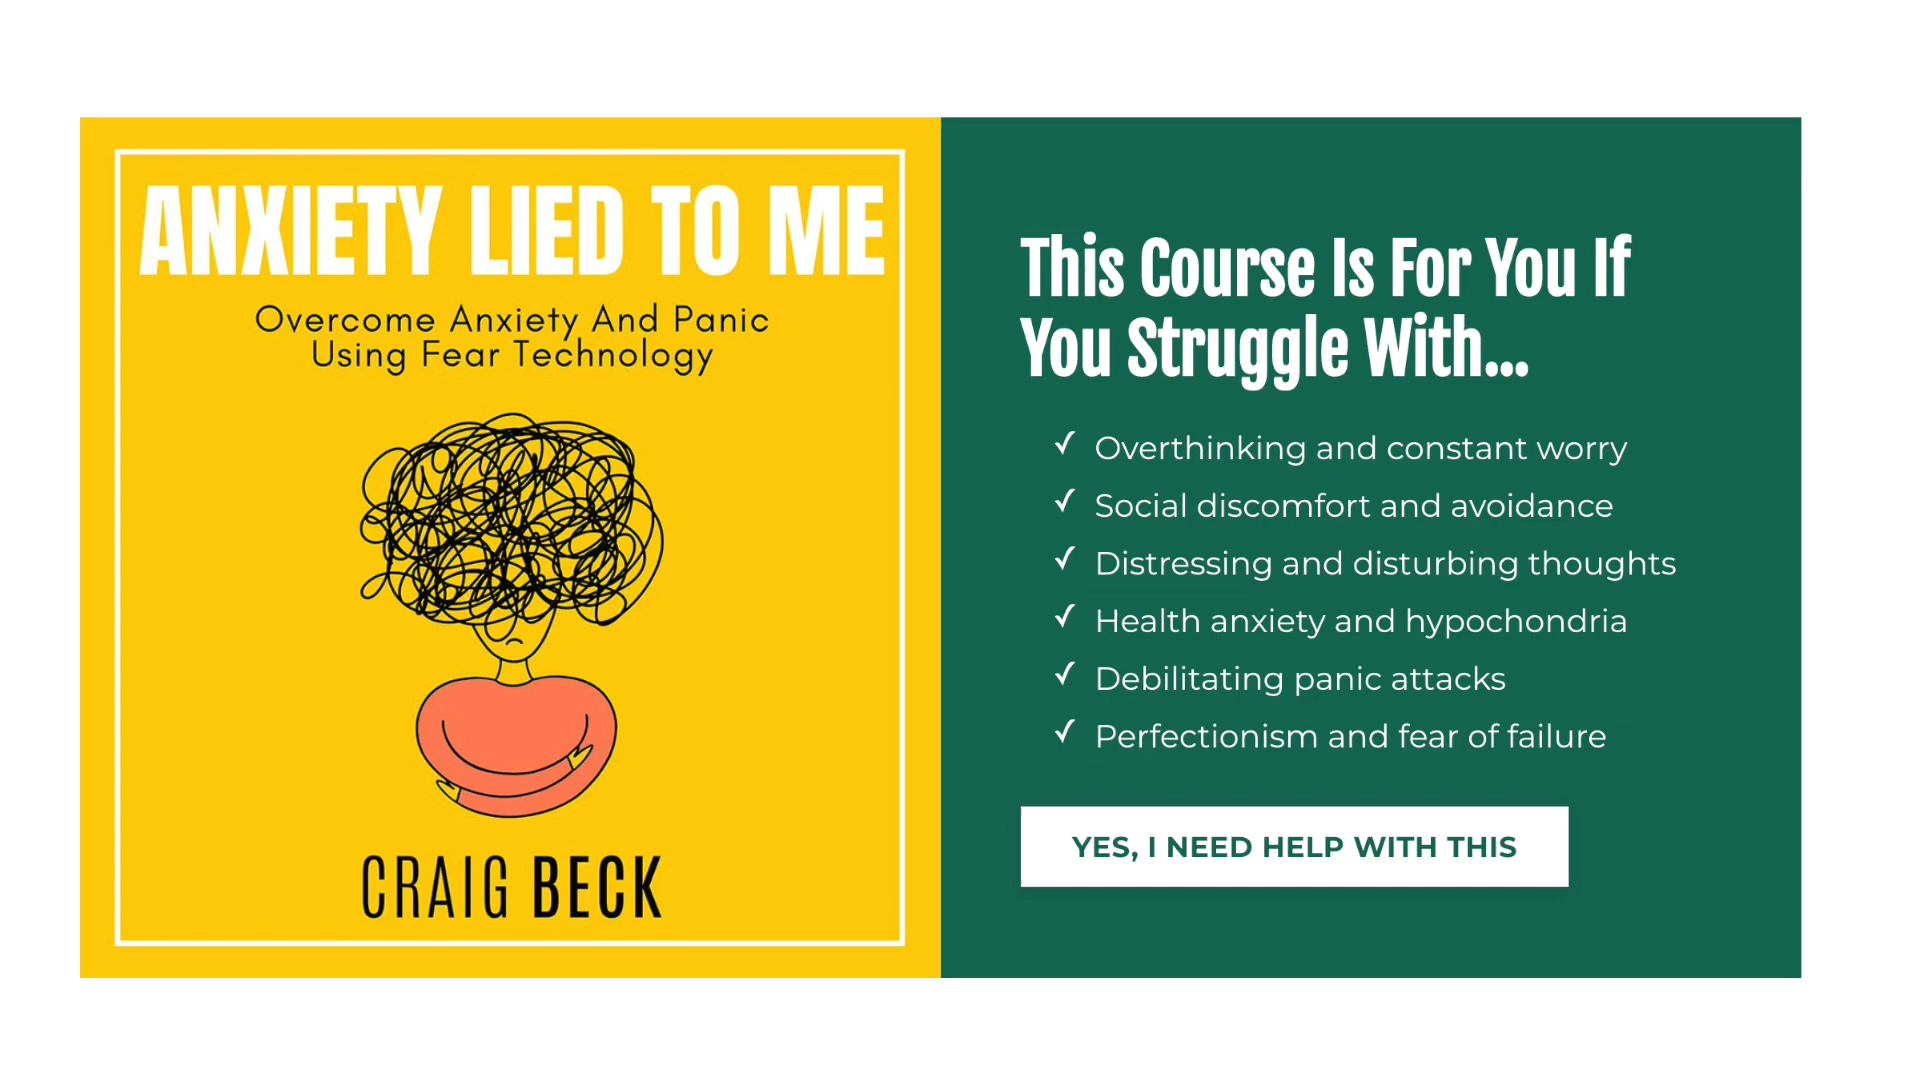 ANXIETY LIED TO ME
Overcome Anxiety And Panic
Using Fear Technology
CRAIG BECK
This Course Is For You If
You Struggle With...
✓ Overthinking and constant worry
✓ Social discomfort and avoidance
✓ Distressing and disturbing thoughts
✓ Health anxiety and hypochondria
✓ Debilitating panic attacks
✓ Perfectionism and fear of failure
YES, I NEED HELP WITH THIS